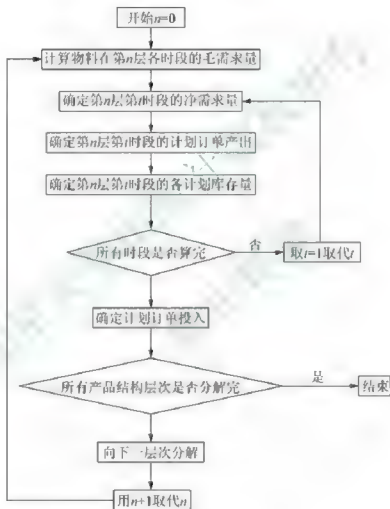 开始n=0
计算物料在第n层各时段的毛需求量
确定第n层第t时段的净需求量
确定第n层第t时段的计划订单产出
确定第n层第t时段的各计划库存量
所有时段是否算完
否
取t=1取代t
确定计划订单投入
所有产品结构层次是否分解完
是
结束
向下一层次分解
用n+1取代n